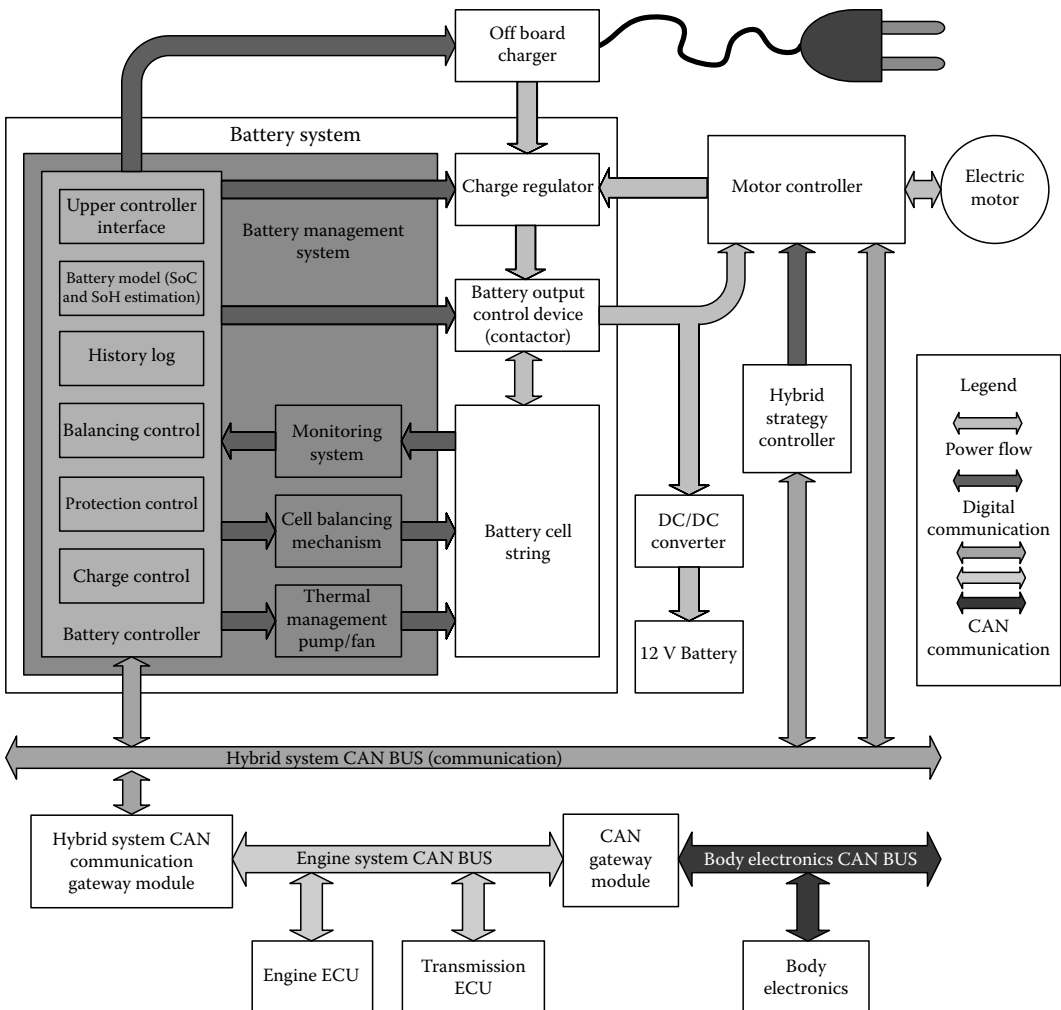 Off board
charger
Battery system
Charge regulator
Motor controller
Electric
motor
Upper controller
interface
Battery management
system
Battery model (SoC
and SoH estimation)
Battery output
control device
(contactor)
History log
Hybrid
strategy
controller
Legend
Power flow
Digital
communication
CAN
communication
Balancing control
Monitoring
system
Protection control
Cell balancing
mechanism
Battery cell
string
DC/DC
converter
Charge control
Thermal
management
pump/fan
Battery controller
12 V Battery
Hybrid system CAN BUS (communication)
Hybrid system CAN
communication
gateway module
Engine system CAN BUS
CAN
gateway
module
Body electronics CAN BUS
Engine ECU
Transmission
ECU
Body
electronics